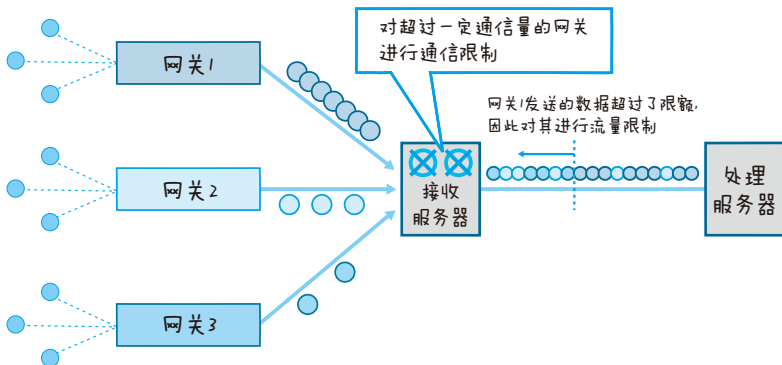 对超过一定通信量的网关
进行通信限制
网关1
网关1发送的数据超过了限额，
因此对其进行流量限制
网关2
接收
服务器
处理
服务器
网关3